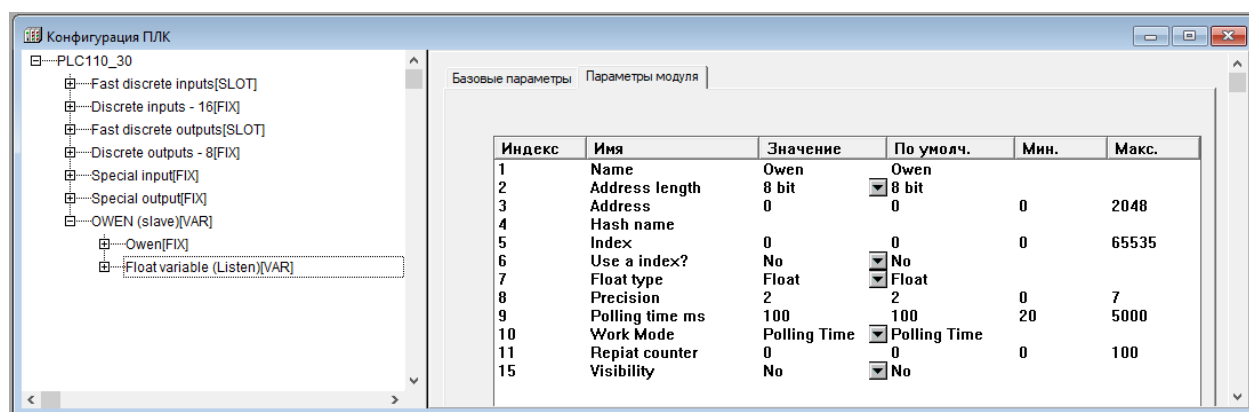 Конфигурация ПЛК
PLC110_30
Fast discrete inputs[SLOT]
Discrete inputs - 16[FIX]
Fast discrete outputs[SLOT]
Discrete outputs - 8[FIX]
Special input[FIX]
Special output[FIX]
OWEN (slave)[VAR]
Owen[FIX]
Float variable (Listen)[VAR]
Базовые параметры Параметры модуля
Индекс Имя Значение По умолч. Мин. Макс.
1 Name Owen Owen
2 Address length 8 bit 8 bit
3 Address 0 0 0 2048
4 Hash name
5 Index 0 0 0 65535
6 Use a index? No No
7 Float type Float Float
8 Precision 2 2 0 7
9 Polling time ms 100 100 20 5000
10 Work Mode Polling Time Polling Time
11 Repiat counter 0 0 0 100
15 Visibility No No